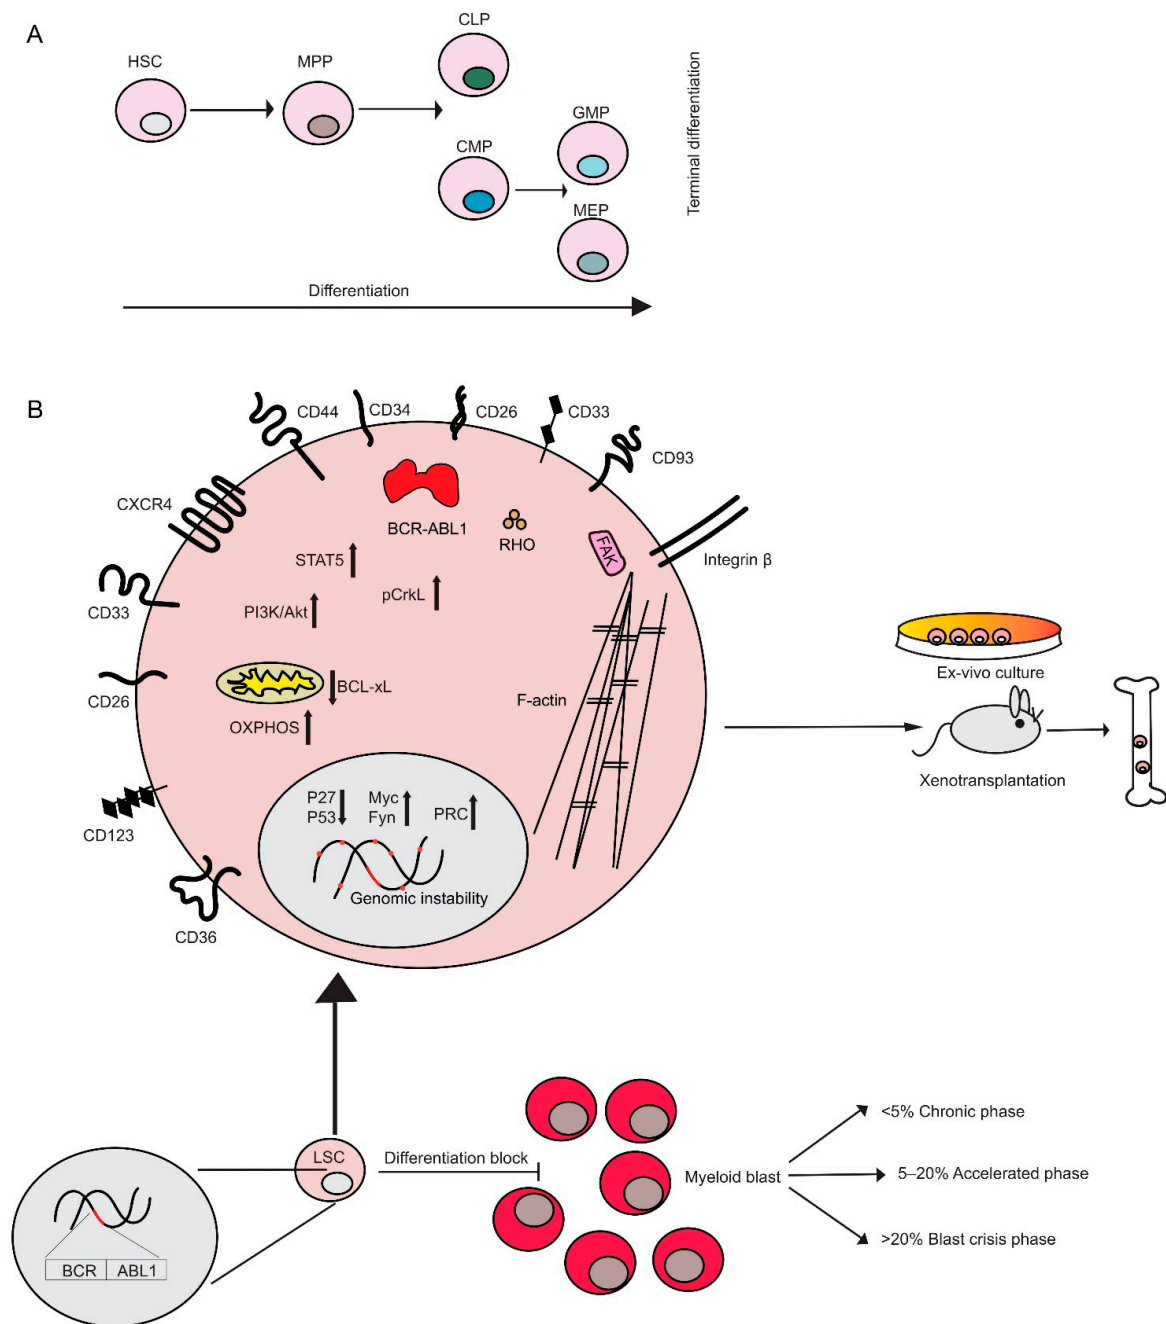 A
HSC
MPP
CLP
CMP
GMP
MEP
Terminal differentiation
Differentiation
B
CD44
CD34
CD26
CD33
CD93
CXCR4
BCR-ABL1
RHO
FAK
Integrin β
STAT5
pCrkL
PI3K/Akt
CD33
CD26
BCL-xL
OXPHOS
F-actin
CD123
CD36
P27
P53
Myc
Fyn
PRC
Genomic instability
Ex-vivo culture
Xenotransplantation
LSC
Differentiation block
Myeloid blast
<5% Chronic phase
5–20% Accelerated phase
>20% Blast crisis phase
BCR ABL1